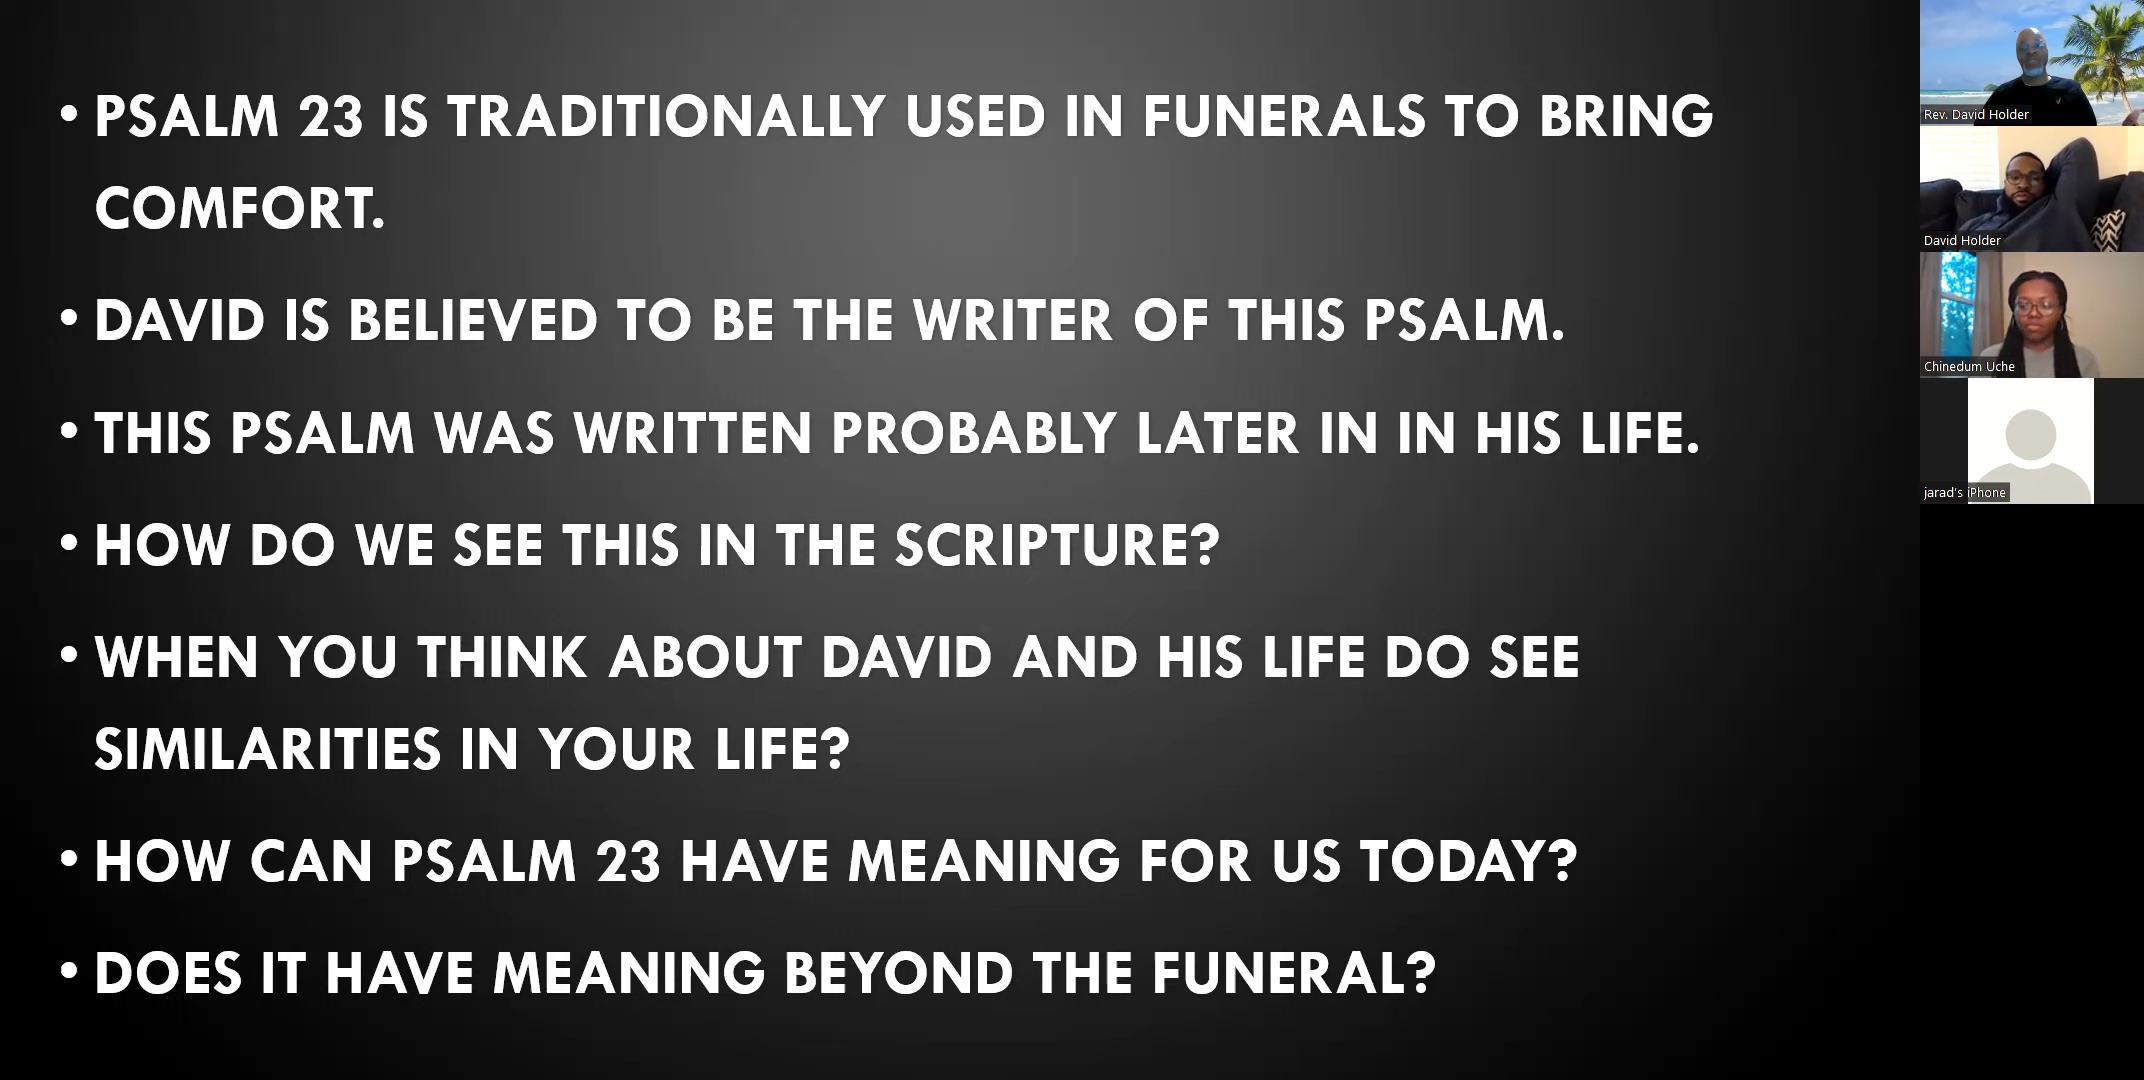 • PSALM 23 IS TRADITIONALLY USED IN FUNERALS TO BRING
COMFORT.
• DAVID IS BELIEVED TO BE THE WRITER OF THIS PSALM.
• THIS PSALM WAS WRITTEN PROBABLY LATER IN IN HIS LIFE.
• HOW DO WE SEE THIS IN THE SCRIPTURE?
• WHEN YOU THINK ABOUT DAVID AND HIS LIFE DO SEE
SIMILARITIES IN YOUR LIFE?
• HOW CAN PSALM 23 HAVE MEANING FOR US TODAY?
• DOES IT HAVE MEANING BEYOND THE FUNERAL?
Rev. David Holder
David Holder
Chinedum Uche
jarad's iPhone